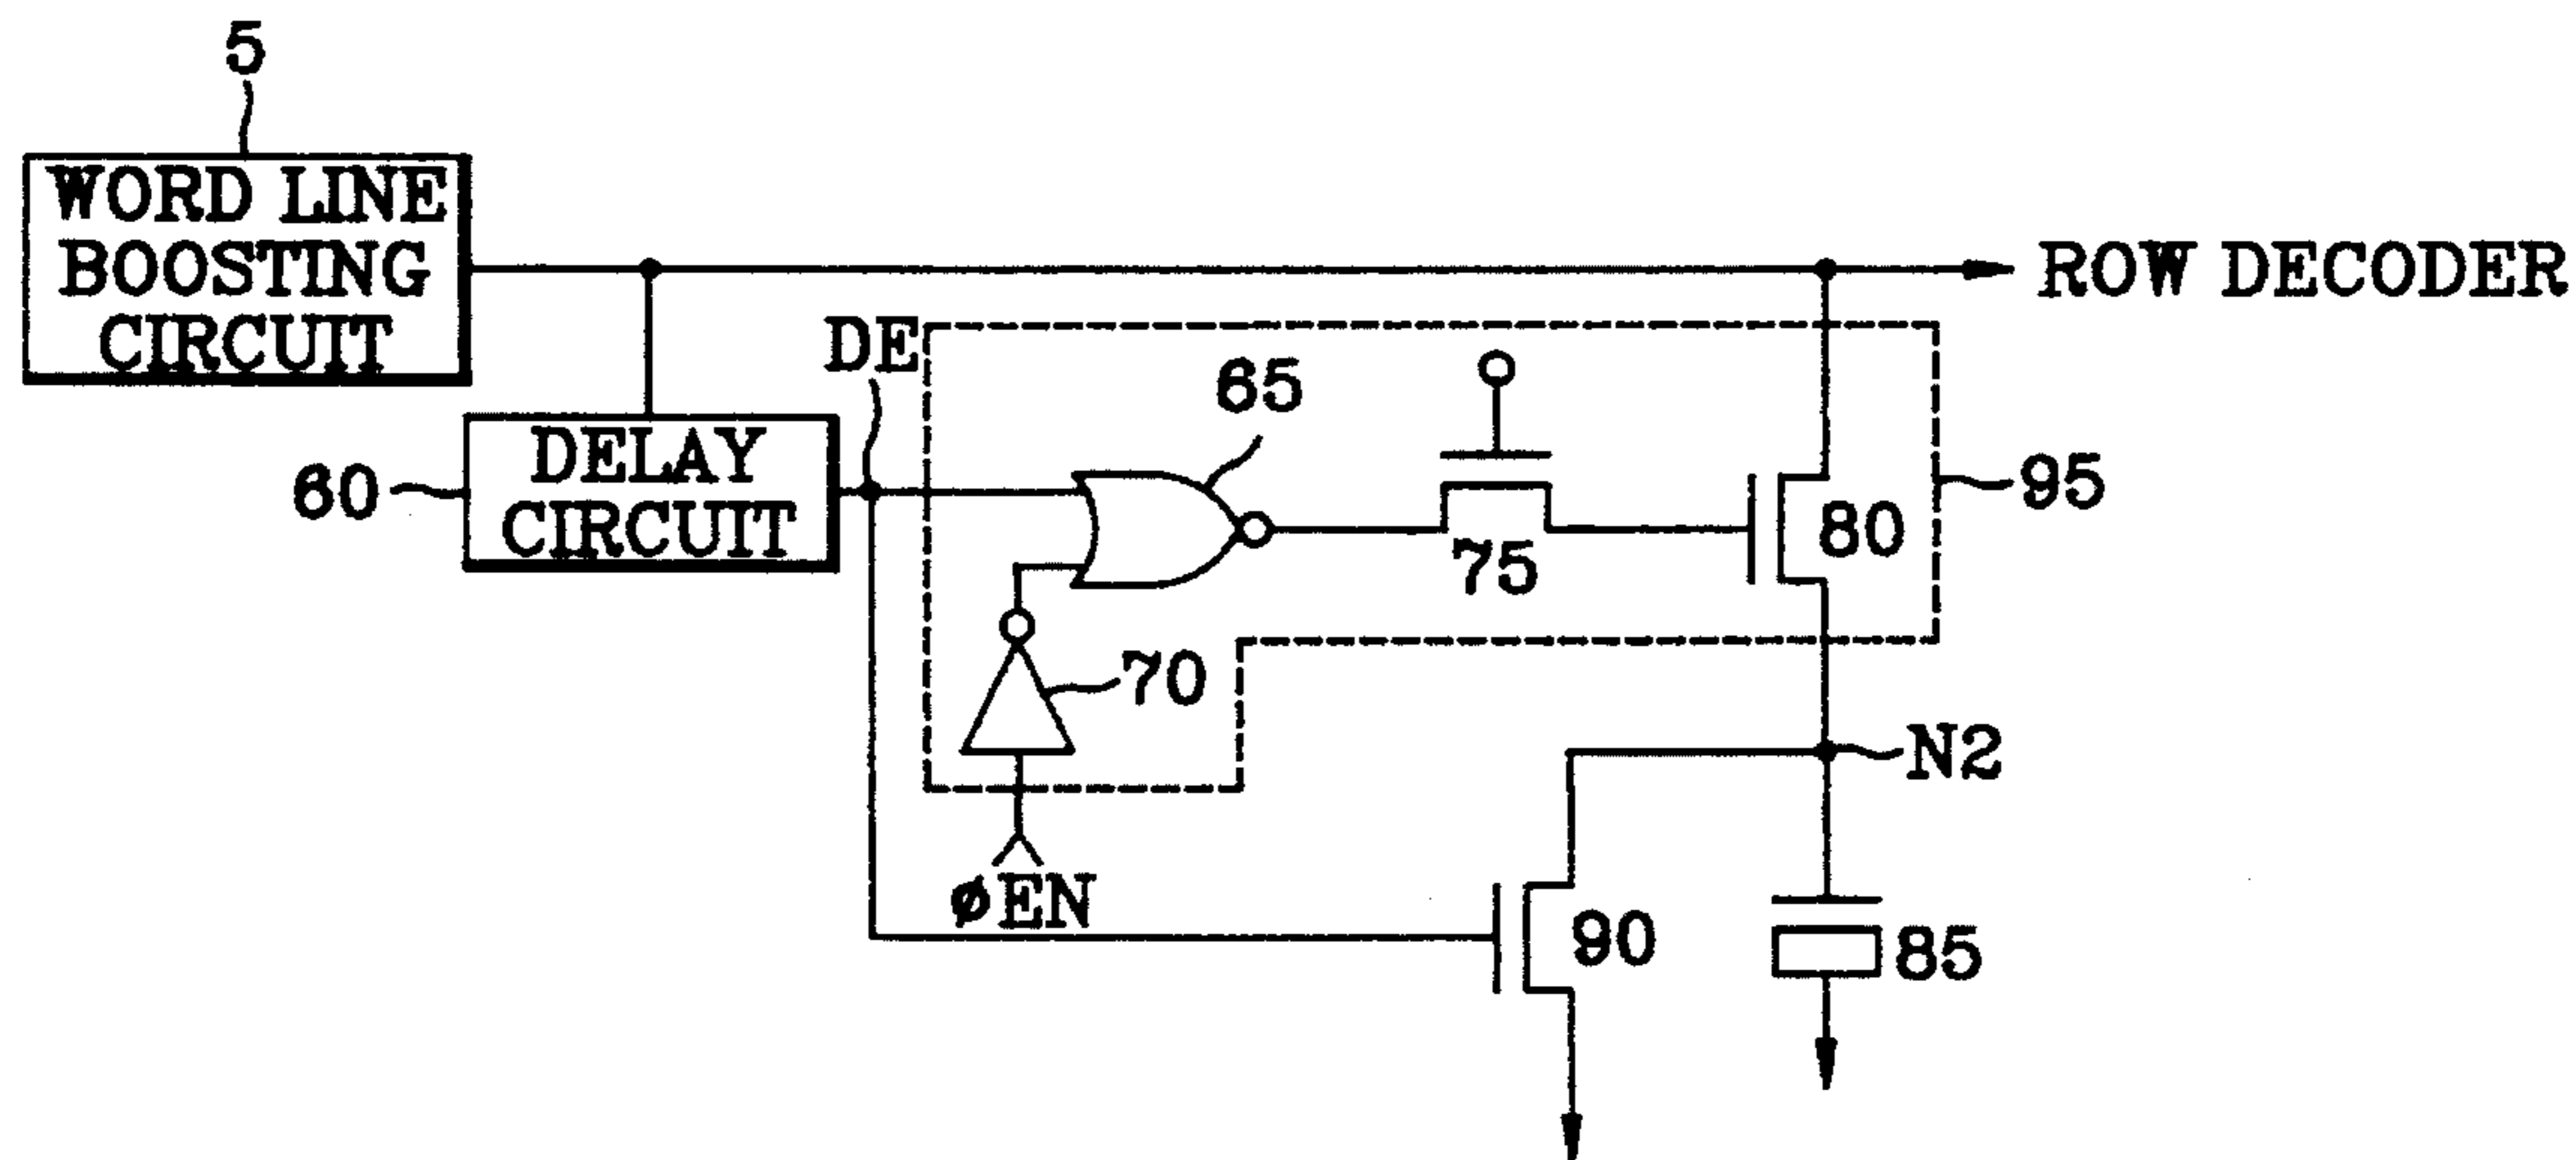 5
WORD LINE
BOOSTING
CIRCUIT
ROW DECODER
DE
65
60
DELAY
CIRCUIT
75
80
95
70
N2
øEN
90
85